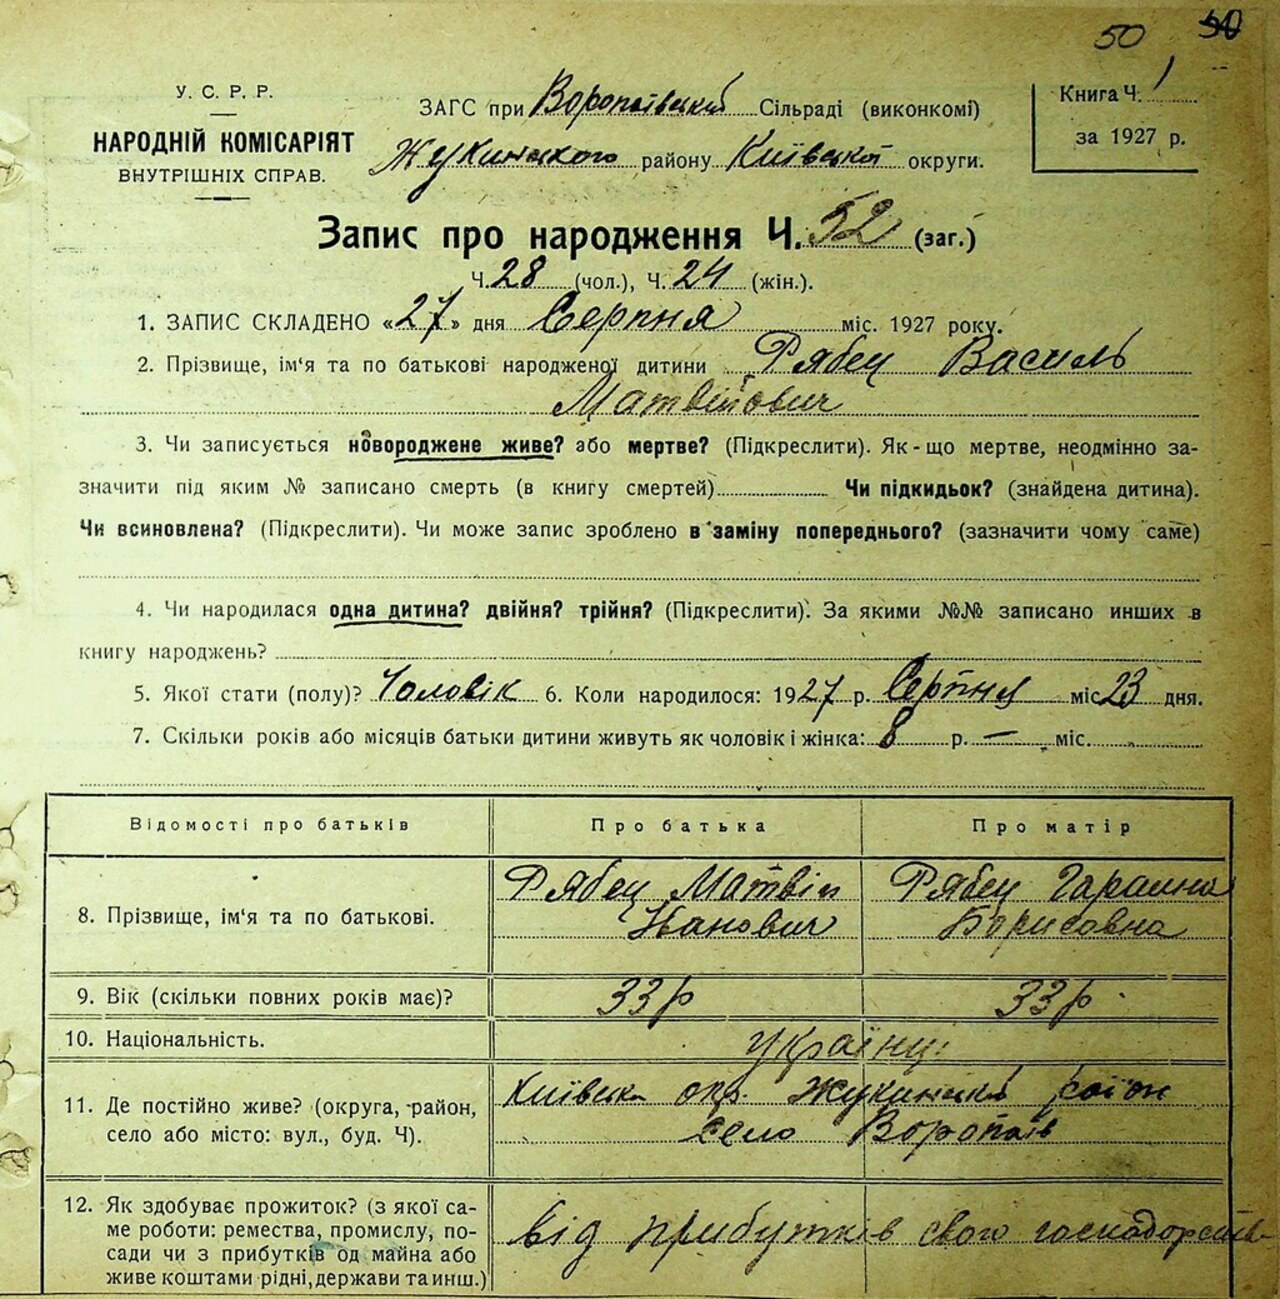 50 50
У. С. Р. Р.
НАРОДНІЙ КОМІСАРІЯТ
ВНУТРІШНІХ СПРАВ.
ЗАГС при Воропаївській Сільраді (виконкомі)
Жукинського району Київської округи.
Книга Ч. 1
за 1927 р.
Запис про народження Ч. 52 (заг.)
Ч. 28 (чол.), Ч. 24 (жін.).
1. ЗАПИС СКЛАДЕНО «27» дня Серпня міс. 1927 року.
2. Прізвище, ім‘я та по батькові народженої дитини Рябец Василь
Матвійович
3. Чи записується новороджене живе? або мертве? (Підкреслити). Як-що мертве, неодмінно за-
значити під яким № записано смерть (в книгу смертей) Чи підкидьок? (знайдена дитина).
Чи всиновлена? (Підкреслити). Чи може запис зроблено в заміну попереднього? (зазначити чому саме)
4. Чи народилася одна дитина? двійня? трійня? (Підкреслити). За якими №№ записано инших в
книгу народжень?
5. Якої стати (полу)? Чоловік 6. Коли народилося: 1927 р. Серпня міс 23 дня.
7. Скільки років або місяців батьки дитини живуть як чоловік і жінка: 8 р. — міс.
Відомості про батьків Про батька Про матір
8. Прізвище, ім‘я та по батькові. Рябец Матвій Рябец Гарпина
Іванович Борисовна
9. Вік (скільки повних років має)? 33 р 33 р.
10. Національність. Українці
11. Де постійно живе? (округа, район, Київська окр. Жукинський район
село або місто: вул., буд. Ч). село Воропаїв
12. Як здобуває прожиток? (з якої са-
ме роботи: ремества, промислу, по-
сади чи з прибутків од майна або
живе коштами рідні, держави та инш.) від прибутків свого господарства